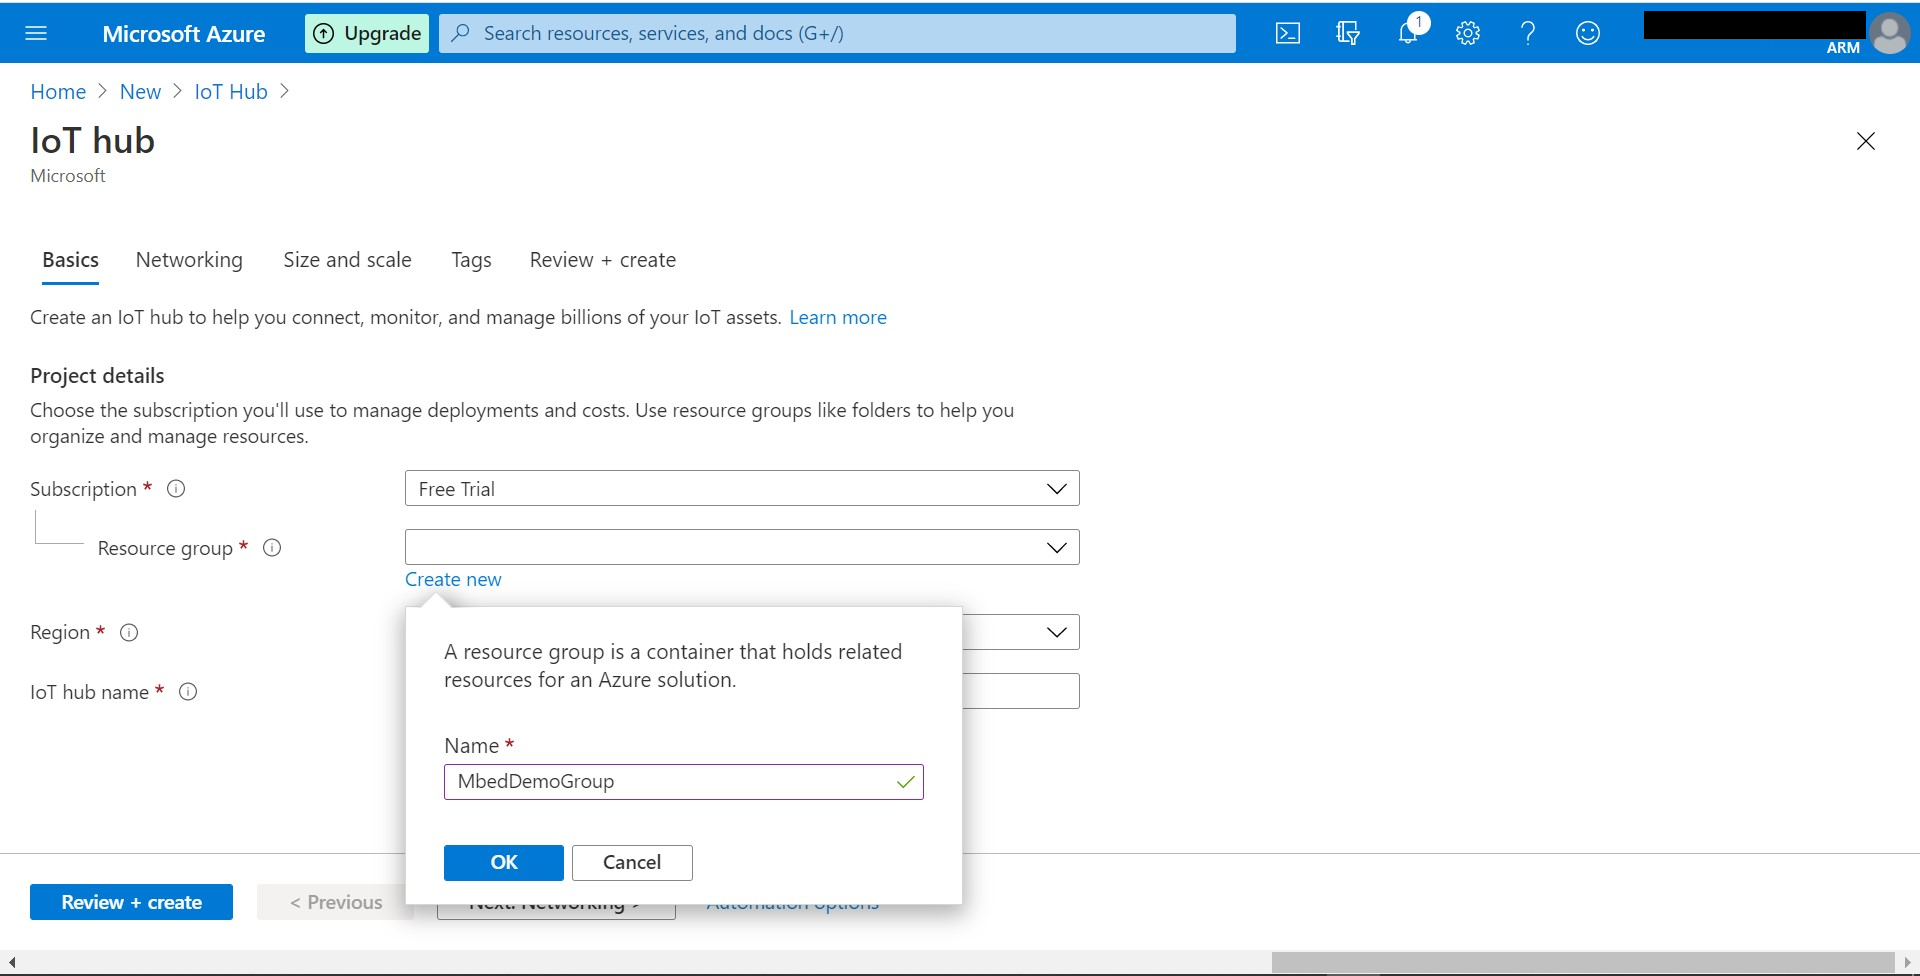 Microsoft Azure
Upgrade
Search resources, services, and docs (G+/)
1
ARM
Home > New > IoT Hub >
IoT hub
Microsoft
Basics Networking Size and scale Tags Review + create
Create an IoT hub to help you connect, monitor, and manage billions of your IoT assets. Learn more
Project details
Choose the subscription you'll use to manage deployments and costs. Use resource groups like folders to help you
organize and manage resources.
Subscription *
Free Trial
Resource group *
Create new
Region *
IoT hub name *
A resource group is a container that holds related
resources for an Azure solution.
Name *
MbedDemoGroup
OK Cancel
Review + create
< Previous
Next: Networking >
Automation options